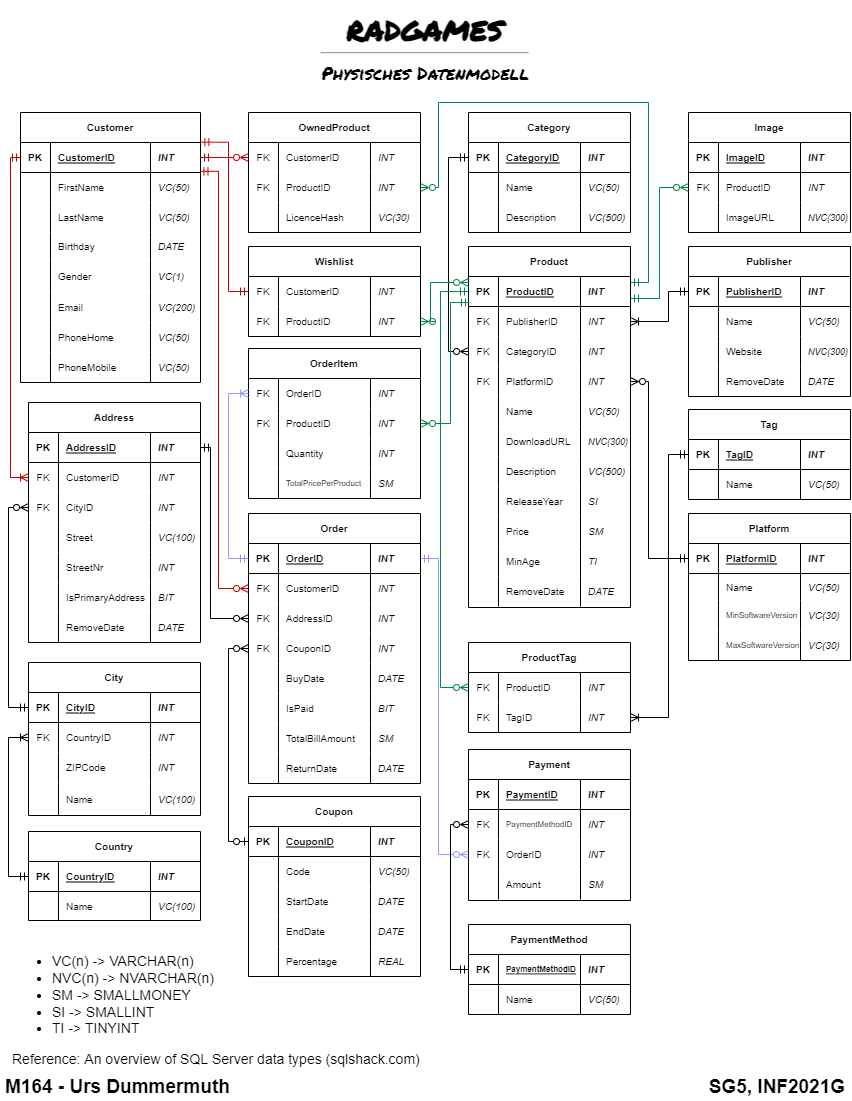 RADGAMES
Physisches Datenmodell
Customer
PK CustomerID INT
FirstName VC(50)
LastName VC(50)
Birthday DATE
Gender VC(1)
Email VC(200)
PhoneHome VC(50)
PhoneMobile VC(50)
Address
PK AddressID INT
FK CustomerID INT
FK CityID INT
Street VC(100)
StreetNr INT
IsPrimaryAddress BIT
RemoveDate DATE
City
PK CityID INT
FK CountryID INT
ZIPCode INT
Name VC(100)
Country
PK CountryID INT
Name VC(100)
OwnedProduct
FK CustomerID INT
FK ProductID INT
LicenceHash VC(30)
Wishlist
FK CustomerID INT
FK ProductID INT
OrderItem
FK OrderID INT
FK ProductID INT
Quantity INT
TotalPricePerProduct SM
Order
PK OrderID INT
FK CustomerID INT
FK AddressID INT
FK CouponID INT
BuyDate DATE
IsPaid BIT
TotalBillAmount SM
ReturnDate DATE
Coupon
PK CouponID INT
Code VC(50)
StartDate DATE
EndDate DATE
Percentage REAL
Category
PK CategoryID INT
Name VC(50)
Description VC(500)
Product
PK ProductID INT
FK PublisherID INT
FK CategoryID INT
FK PlatformID INT
Name VC(50)
DownloadURL NVC(300)
Description VC(500)
ReleaseYear SI
Price SM
MinAge TI
RemoveDate DATE
ProductTag
FK ProductID INT
FK TagID INT
Payment
PK PaymentID INT
FK PaymentMethodID INT
FK OrderID INT
Amount SM
PaymentMethod
PK PaymentMethodID INT
Name VC(50)
Image
PK ImageID INT
FK ProductID INT
ImageURL NVC(300)
Publisher
PK PublisherID INT
Name VC(50)
Website NVC(300)
RemoveDate DATE
Tag
PK TagID INT
Name VC(50)
Platform
PK PlatformID INT
Name VC(50)
MinSoftwareVersion VC(30)
MaxSoftwareVersion VC(30)
• VC(n) -> VARCHAR(n)
• NVC(n) -> NVARCHAR(n)
• SM -> SMALLMONEY
• SI -> SMALLINT
• TI -> TINYINT
Reference: An overview of SQL Server data types (sqlshack.com)
M164 - Urs Dummermuth
SG5, INF2021G